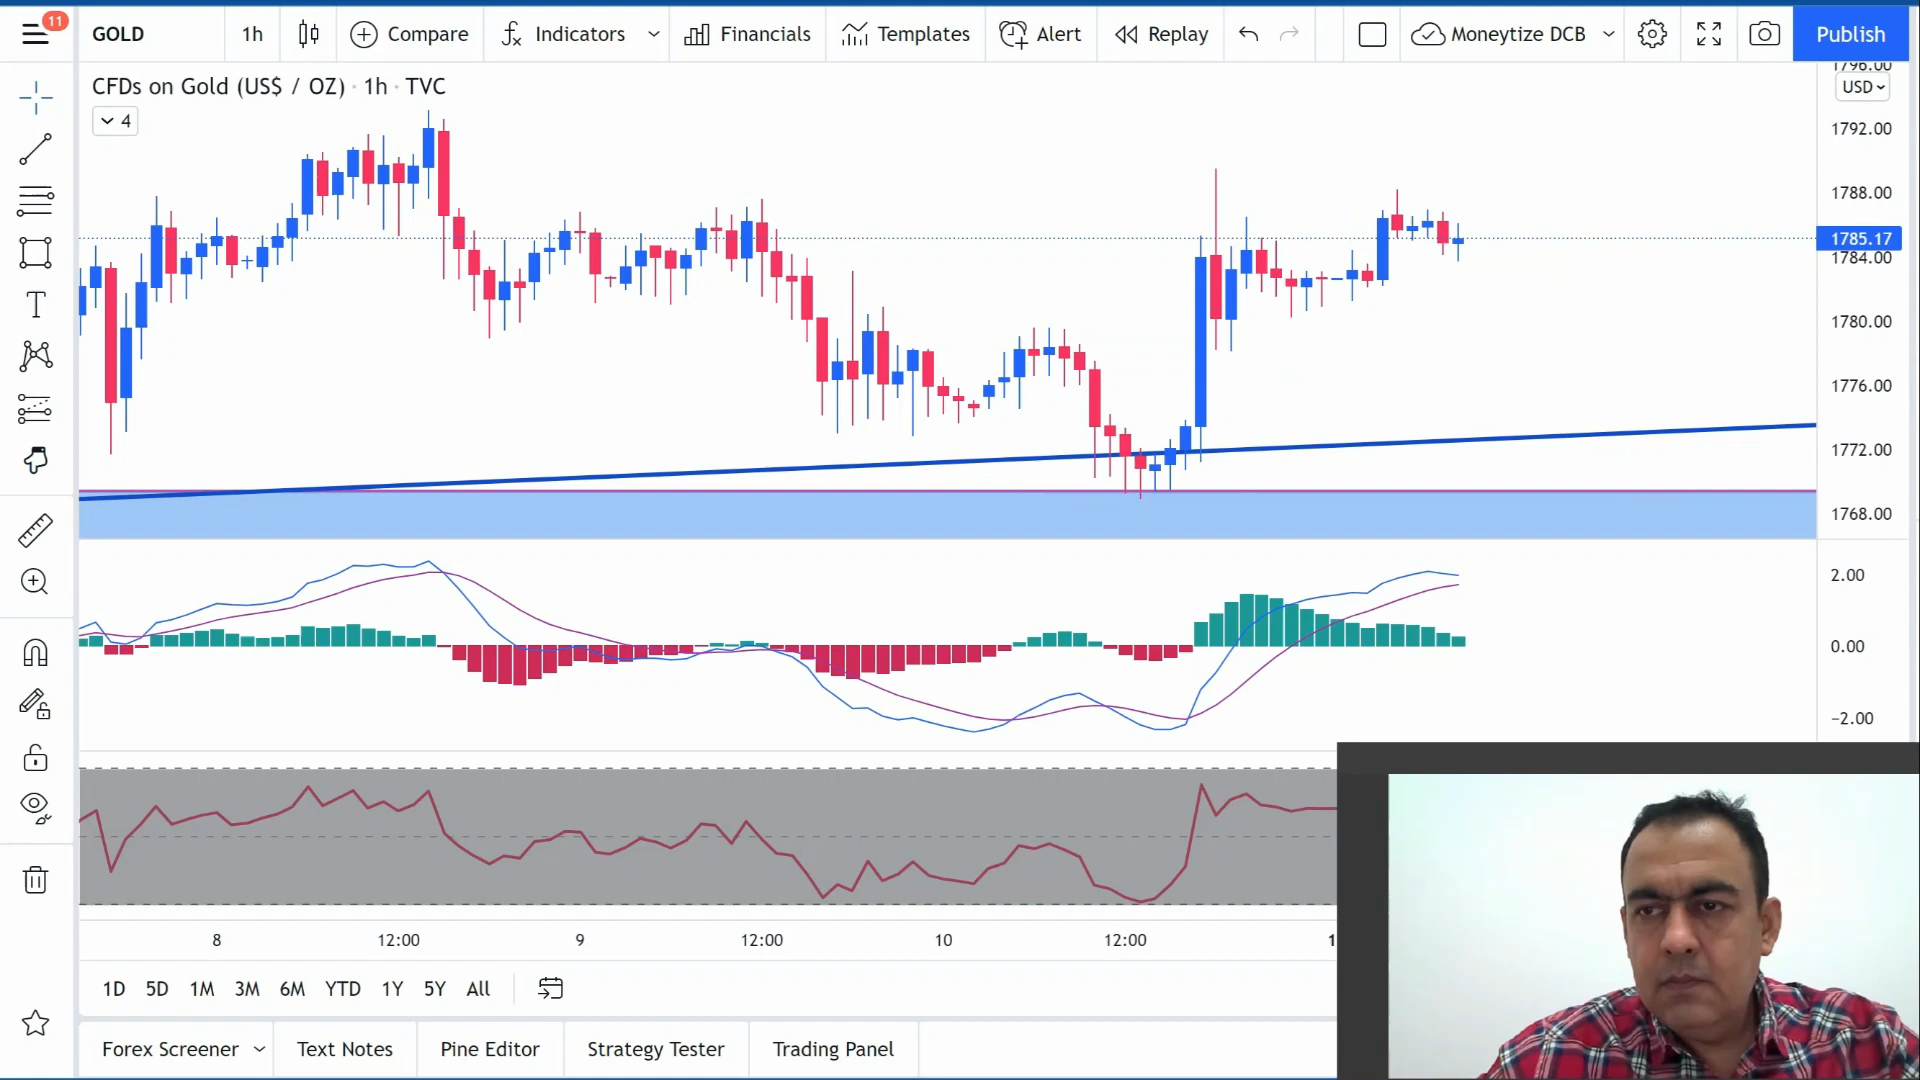 11
GOLD 1h Compare Indicators Financials Templates Alert Replay Moneytize DCB Publish
CFDs on Gold (US$ / OZ) · 1h · TVC
4
1796.00
USD
1792.00
1788.00
1785.17
1784.00
1780.00
1776.00
1772.00
1768.00
2.00
0.00
−2.00
8 12:00 9 12:00 10 12:00 1
1D 5D 1M 3M 6M YTD 1Y 5Y All
Forex Screener Text Notes Pine Editor Strategy Tester Trading Panel